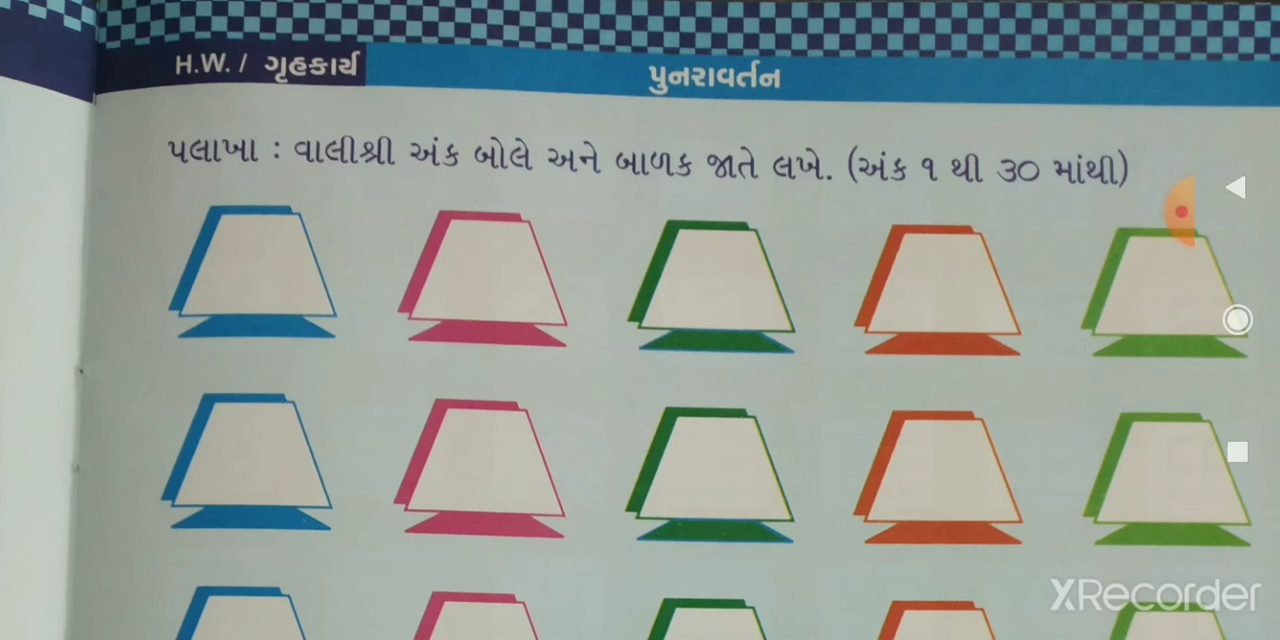 H.W. / ગૃહકાર્ય
પુનરાવર્તન
પલાખા : વાલીશ્રી અંક બોલે અને બાળક જાતે લખે. (અંક ૧ થી ૩૦ માંથી)
XRecorder